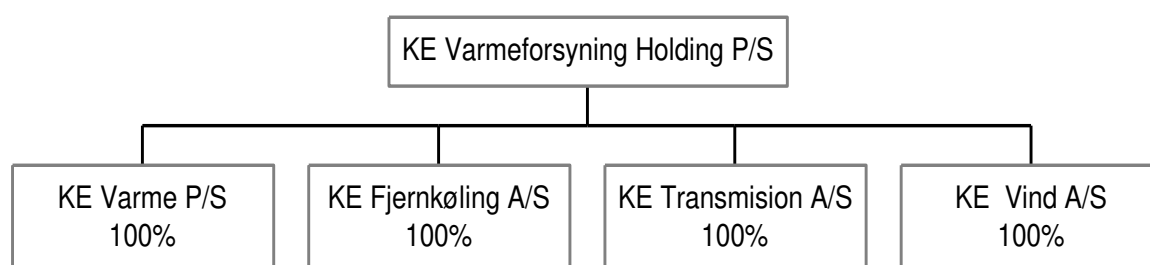 KE Varmeforsyning Holding P/S
KE Varme P/S
100%
KE Fjernkøling A/S
100%
KE Transmision A/S
100%
KE Vind A/S
100%